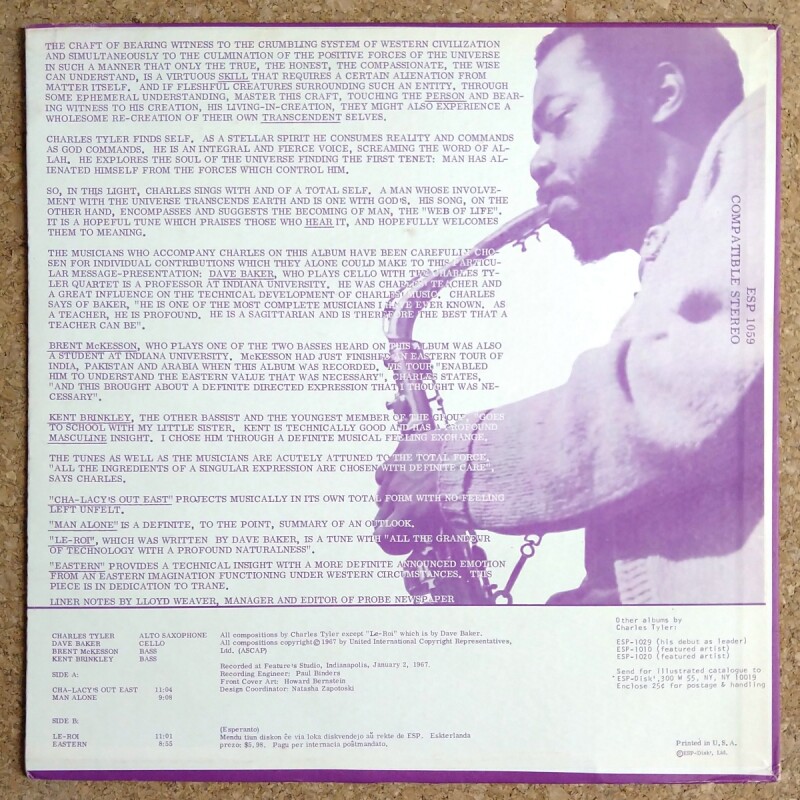 THE CRAFT OF BEARING WITNESS TO THE CRUMBLING SYSTEM OF WESTERN CIVILIZATION
AND SIMULTANEOUSLY TO THE CULMINATION OF THE POSITIVE FORCES OF THE UNIVERSE
IN SUCH A MANNER THAT ONLY THE TRUE, THE HONEST, THE COMPASSIONATE, THE WISE
CAN UNDERSTAND, IS A VIRTUOUS SKILL THAT REQUIRES A CERTAIN ALIENATION FROM
MATTER ITSELF. AND IF FLESHFUL CREATURES SURROUNDING SUCH AN ENTITY, THROUGH
SOME EPHEMERAL UNDERSTANDING, MASTER THIS CRAFT, TOUCHING THE PERSON AND BEAR-
ING WITNESS TO HIS CREATION, HIS LIVING-IN-CREATION, THEY MIGHT ALSO EXPERIENCE A
WHOLESOME RE-CREATION OF THEIR OWN TRANSCENDENT SELVES.
CHARLES TYLER FINDS SELF. AS A STELLAR SPIRIT HE CONSUMES REALITY AND COMMANDS
AS GOD COMMANDS. HE IS AN INTEGRAL AND FIERCE VOICE, SCREAMING THE WORD OF AL-
LAH. HE EXPLORES THE SOUL OF THE UNIVERSE FINDING THE FIRST TENET: MAN HAS AL-
IENATED HIMSELF FROM THE FORCES WHICH CONTROL HIM.
SO, IN THIS LIGHT, CHARLES SINGS WITH AND OF A TOTAL SELF. A MAN WHOSE INVOLVE-
MENT WITH THE UNIVERSE TRANSCENDS EARTH AND IS ONE WITH GOD'S. HIS SONG, ON THE
OTHER HAND, ENCOMPASSES AND SUGGESTS THE BECOMING OF MAN, THE "WEB OF LIFE".
IT IS A HOPEFUL TUNE WHICH PRAISES THOSE WHO HEAR IT, AND HOPEFULLY WELCOMES
THEM TO MEANING.
THE MUSICIANS WHO ACCOMPANY CHARLES ON THIS ALBUM HAVE BEEN CAREFULLY CHO-
SEN FOR INDIVIDUAL CONTRIBUTIONS WHICH THEY ALONE COULD MAKE TO THIS PARTICU-
LAR MESSAGE-PRESENTATION: DAVE BAKER, WHO PLAYS CELLO WITH THE CHARLES TY-
LER QUARTET IS A PROFESSOR AT INDIANA UNIVERSITY. HE WAS CHARLES' TEACHER AND
A GREAT INFLUENCE ON THE TECHNICAL DEVELOPMENT OF CHARLES' MUSIC. CHARLES
SAYS OF BAKER, "HE IS ONE OF THE MOST COMPLETE MUSICIANS I HAVE EVER KNOWN. AS
A TEACHER, HE IS PROFOUND. HE IS A SAGITTARIAN AND IS THEREFORE THE BEST THAT A
TEACHER CAN BE".
BRENT McKESSON, WHO PLAYS ONE OF THE TWO BASSES HEARD ON THIS ALBUM WAS ALSO
A STUDENT AT INDIANA UNIVERSITY. McKESSON HAD JUST FINISHED AN EASTERN TOUR OF
INDIA, PAKISTAN AND ARABIA WHEN THIS ALBUM WAS RECORDED. HIS TOUR "ENABLED
HIM TO UNDERSTAND THE EASTERN VALUE THAT WAS NECESSARY", CHARLES STATES,
"AND THIS BROUGHT ABOUT A DEFINITE DIRECTED EXPRESSION THAT I THOUGHT WAS NE-
CESSARY".
KENT BRINKLEY, THE OTHER BASSIST AND THE YOUNGEST MEMBER OF THE GROUP, "GOES
TO SCHOOL WITH MY LITTLE SISTER. KENT IS TECHNICALLY GOOD AND HAS A PROFOUND
MASCULINE INSIGHT. I CHOSE HIM THROUGH A DEFINITE MUSICAL FEELING EXCHANGE.
THE TUNES AS WELL AS THE MUSICIANS ARE ACUTELY ATTUNED TO THE TOTAL FORCE,
"ALL THE INGREDIENTS OF A SINGULAR EXPRESSION ARE CHOSEN WITH DEFINITE CARE",
SAYS CHARLES.
"CHA-LACY'S OUT EAST" PROJECTS MUSICALLY IN ITS OWN TOTAL FORM WITH NO FEELING
LEFT UNFELT.
"MAN ALONE" IS A DEFINITE, TO THE POINT, SUMMARY OF AN OUTLOOK.
"LE-ROI", WHICH WAS WRITTEN BY DAVE BAKER, IS A TUNE WITH "ALL THE GRANDEUR
OF TECHNOLOGY WITH A PROFOUND NATURALNESS".
"EASTERN" PROVIDES A TECHNICAL INSIGHT WITH A MORE DEFINITE ANNOUNCED EMOTION
FROM AN EASTERN IMAGINATION FUNCTIONING UNDER WESTERN CIRCUMSTANCES. THIS
PIECE IS IN DEDICATION TO TRANE.
LINER NOTES BY LLOYD WEAVER, MANAGER AND EDITOR OF PROBE NEWSPAPER
ESP 1059
COMPATIBLE STEREO
CHARLES TYLER ALTO SAXOPHONE
DAVE BAKER CELLO
BRENT McKESSON BASS
KENT BRINKLEY BASS
SIDE A:
CHA-LACY'S OUT EAST 11:04
MAN ALONE 9:08
SIDE B:
LE-ROI 11:01
EASTERN 8:55
All compositions by Charles Tyler except "Le-Roi" which is by Dave Baker.
All compositions copyright © 1967 by United International Copyright Representatives,
Ltd. (ASCAP)
Recorded at Feature's Studio, Indianapolis, January 2, 1967.
Recording Engineer: Paul Binders
Front Cover Art: Howard Bernstein
Design Coordinator: Natasha Zapotoski
(Esperanto)
Mendu tian diskon ĉe via loka diskvendejo aŭ rekte de ESP. Eksterlanda
prezo: $5.98. Pagu per internacia poŝtmandato.
Other albums by
Charles Tyler:
ESP-1029 (his debut as leader)
ESP-1010 (featured artist)
ESP-1020 (featured artist)
Send for illustrated catalogue to
ESP-Disk', 300 W 55, NY, NY 10019
Enclose 25¢ for postage & handling
Printed in U.S.A.
©ESP-Disk', Ltd.